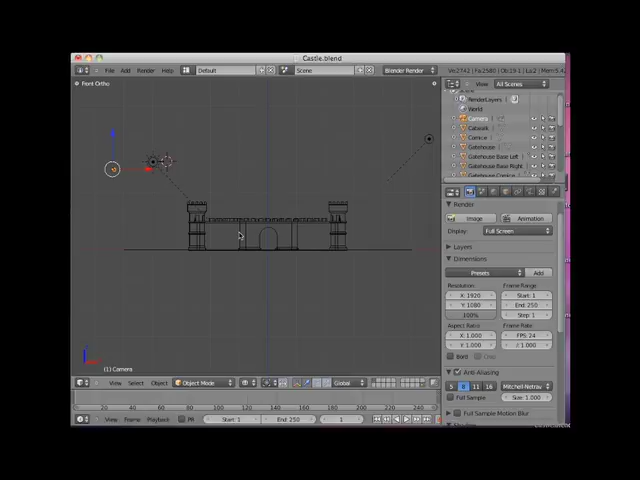 Castle.blend
File Add Render Help Default Scene Blender Render
Front Ortho
View All Scenes
RenderLayers
World
Camera
Catwalk
Cornice
Gatehouse
Gatehouse Base Left
Gatehouse Base Right
Gatehouse Cornice
Render
Image Animation
Display: Full Screen
Layers
Dimensions
Presets Add
Resolution: Frame Range:
X: 1920 Start: 1
Y: 1080 End: 250
100% Step: 1
Aspect Ratio: Frame Rate:
X: 1.000 FPS: 24
Y: 1.000 / 1.000
Bord Crop
Anti-Aliasing
5 8 11 16 Mitchell-Netrav
Full Sample Size: 1.000
Full Sample Motion Blur
(1) Camera
View Select Object Object Mode Global
20 40 60 80 100 120 140 160 180 200 220 240
View Frame Playback PR Start: 1 End: 250 1